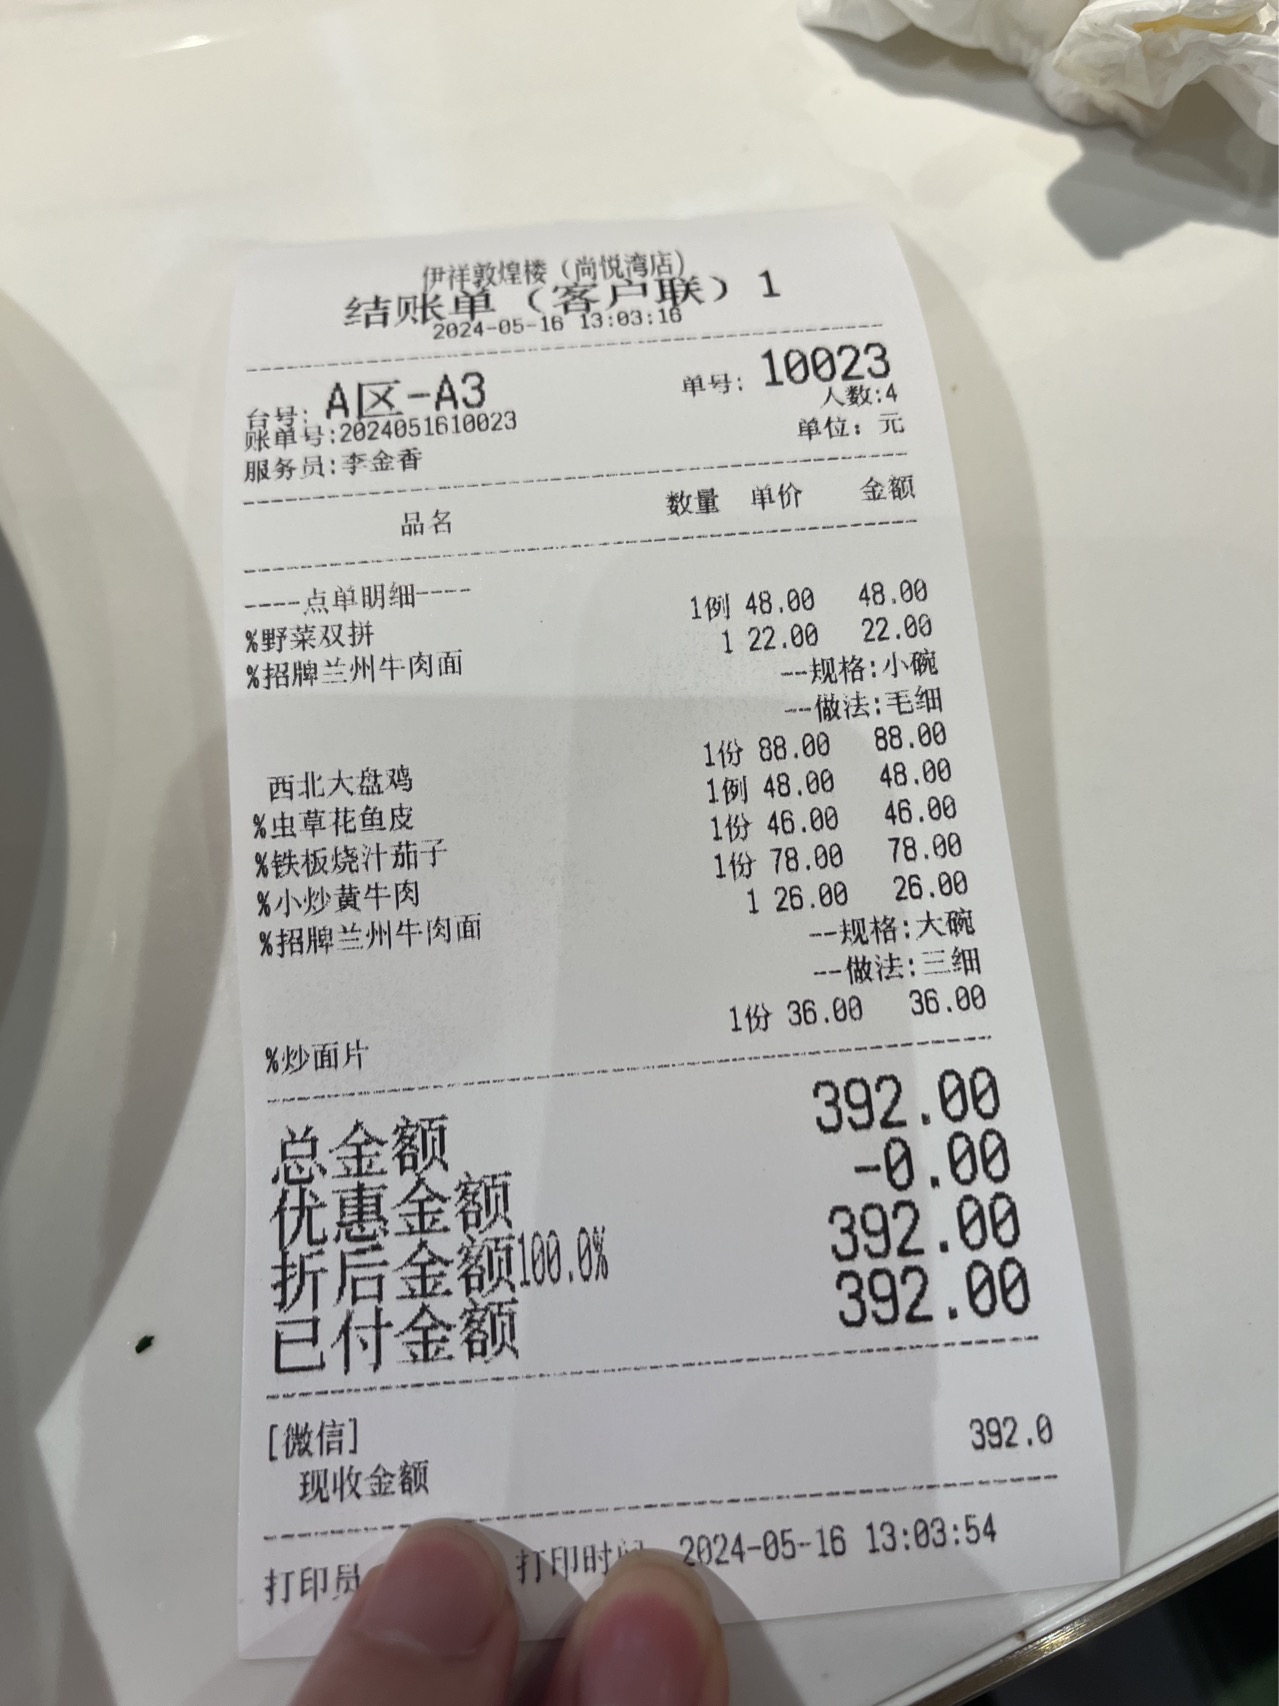 伊祥敦煌楼（尚悦湾店）
结账单（客户联）1
2024-05-16 13:03:16
台号: A区-A3 单号: 10023
账单号:2024051610023 人数:4
服务员:李金香 单位: 元
品名 数量 单价 金额
----点单明细----
%野菜双拼 1例 48.00 48.00
%招牌兰州牛肉面 1 22.00 22.00
--规格:小碗
--做法:毛细
西北大盘鸡 1份 88.00 88.00
%虫草花鱼皮 1例 48.00 48.00
%铁板烧汁茄子 1份 46.00 46.00
%小炒黄牛肉 1份 78.00 78.00
%招牌兰州牛肉面 1 26.00 26.00
--规格:大碗
--做法:三细
%炒面片 1份 36.00 36.00
总金额 392.00
优惠金额 -0.00
折后金额100.0% 392.00
已付金额 392.00
[微信]
现收金额 392.0
打印员 打印时间 2024-05-16 13:03:54